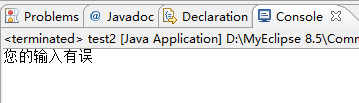 Problems @ Javadoc Declaration Console
<terminated> test2 [Java Application] D:\MyEclipse 8.5\Comm
您的输入有误